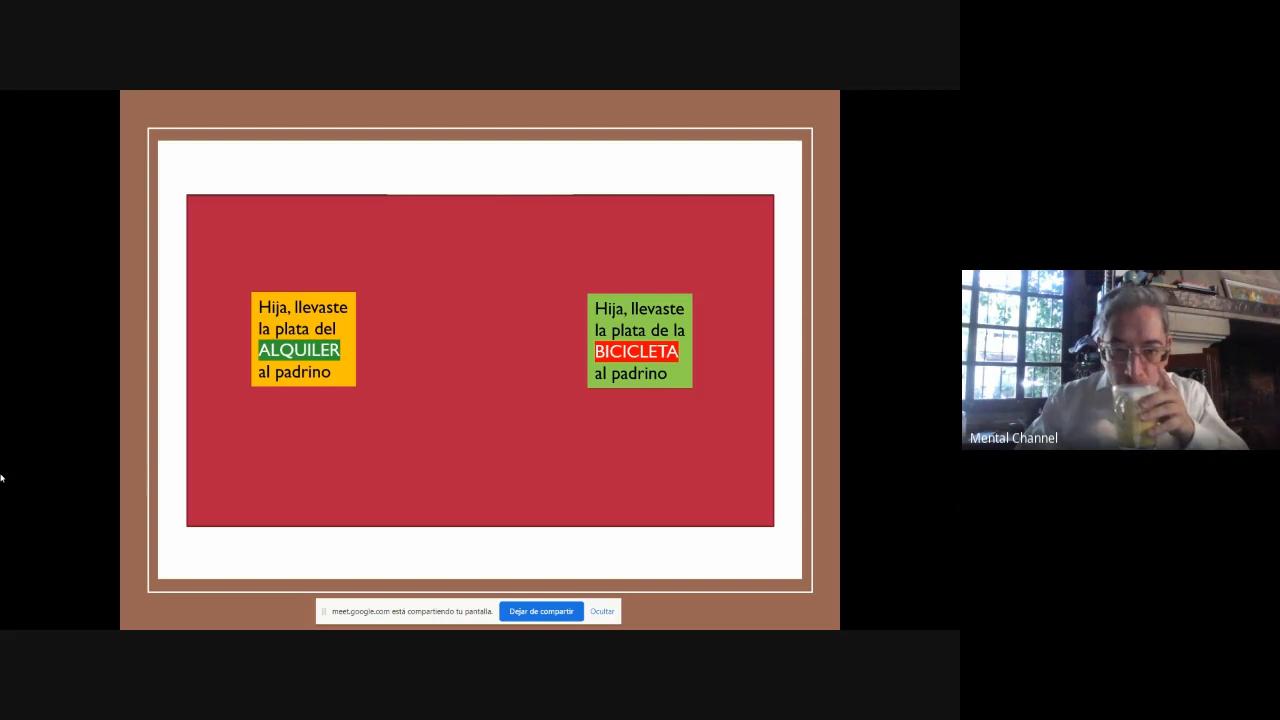 Hija, llevaste
la plata del
ALQUILER
al padrino
Hija, llevaste
la plata de la
BICICLETA
al padrino
Mental Channel
meet.google.com está compartiendo tu pantalla.
Dejar de compartir
Ocultar